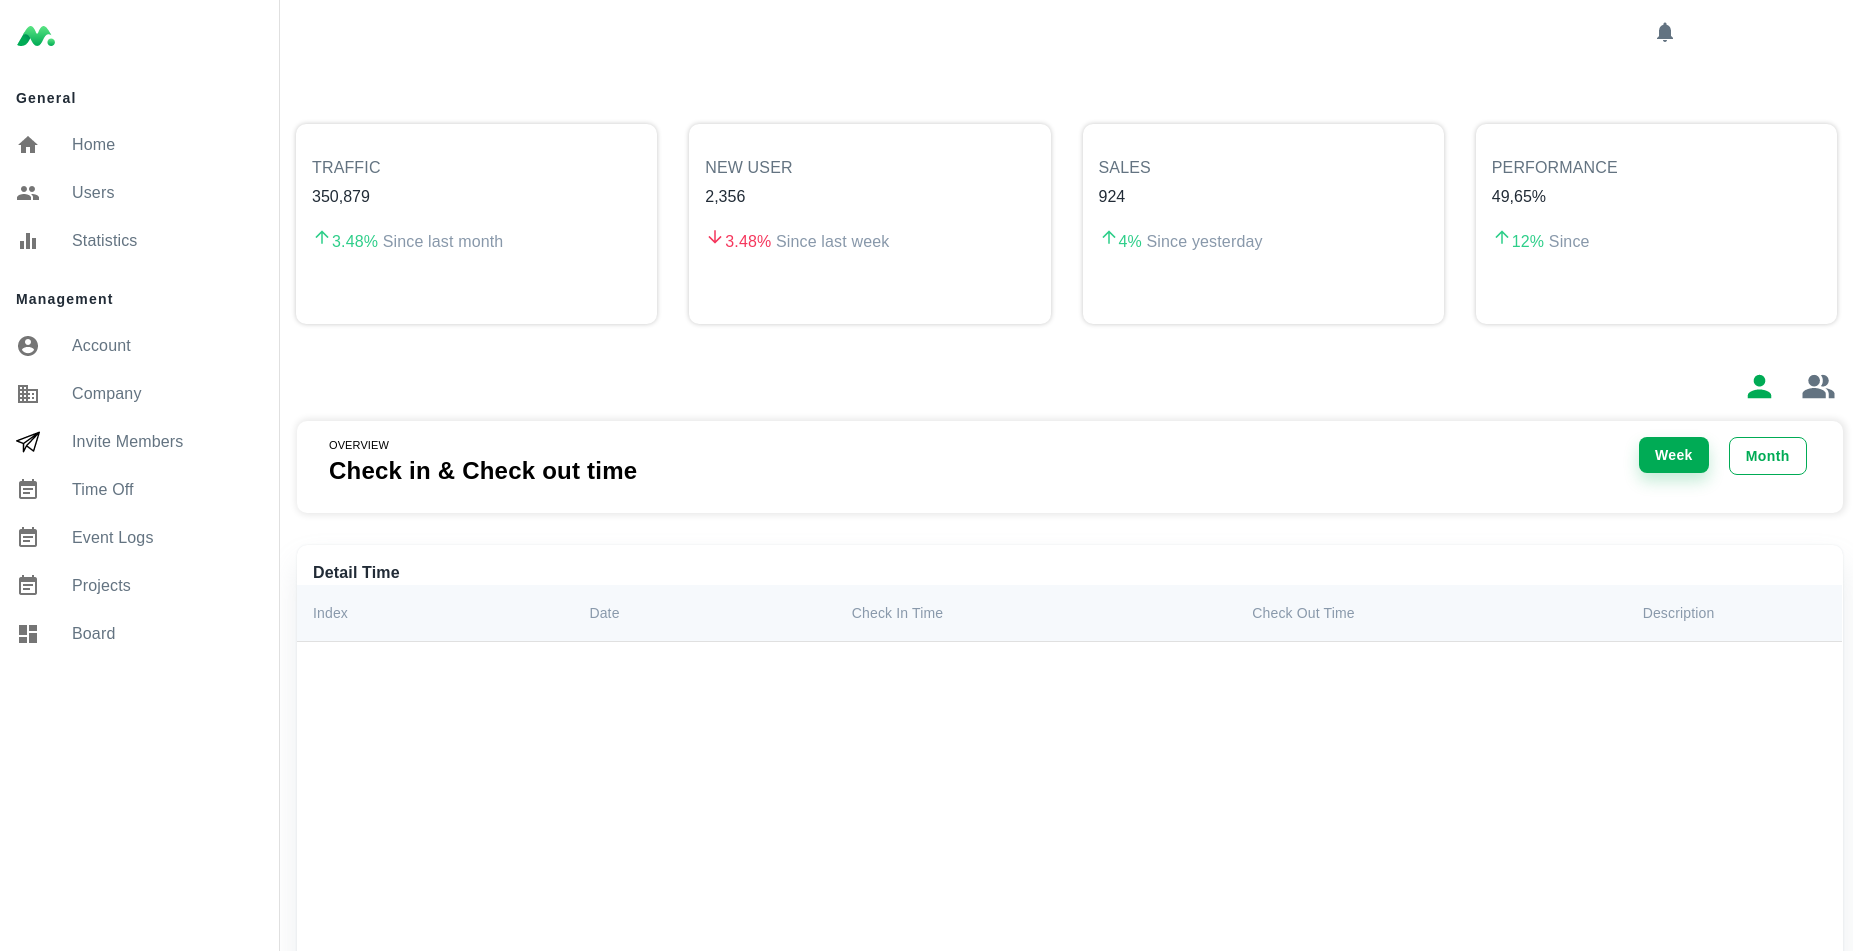 General
Home
Users
Statistics
Management
Account
Company
Invite Members
Time Off
Event Logs
Projects
Board
TRAFFIC
350,879
3.48% Since last month
NEW USER
2,356
3.48% Since last week
SALES
924
4% Since yesterday
PERFORMANCE
49,65%
12% Since
OVERVIEW
Check in & Check out time
Week
Month
Detail Time
Index Date Check In Time Check Out Time Description